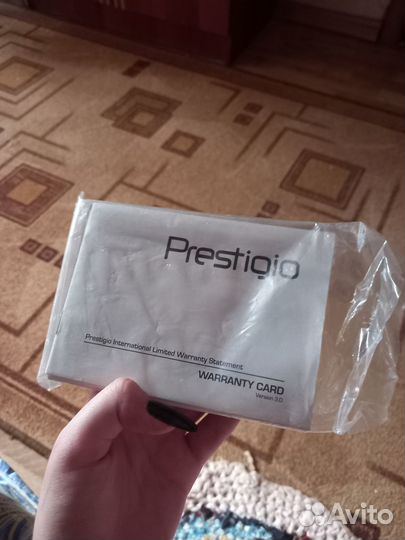 Prestigio
Prestigio International Limited Warranty Statement
WARRANTY CARD
Version 3.0
Avito